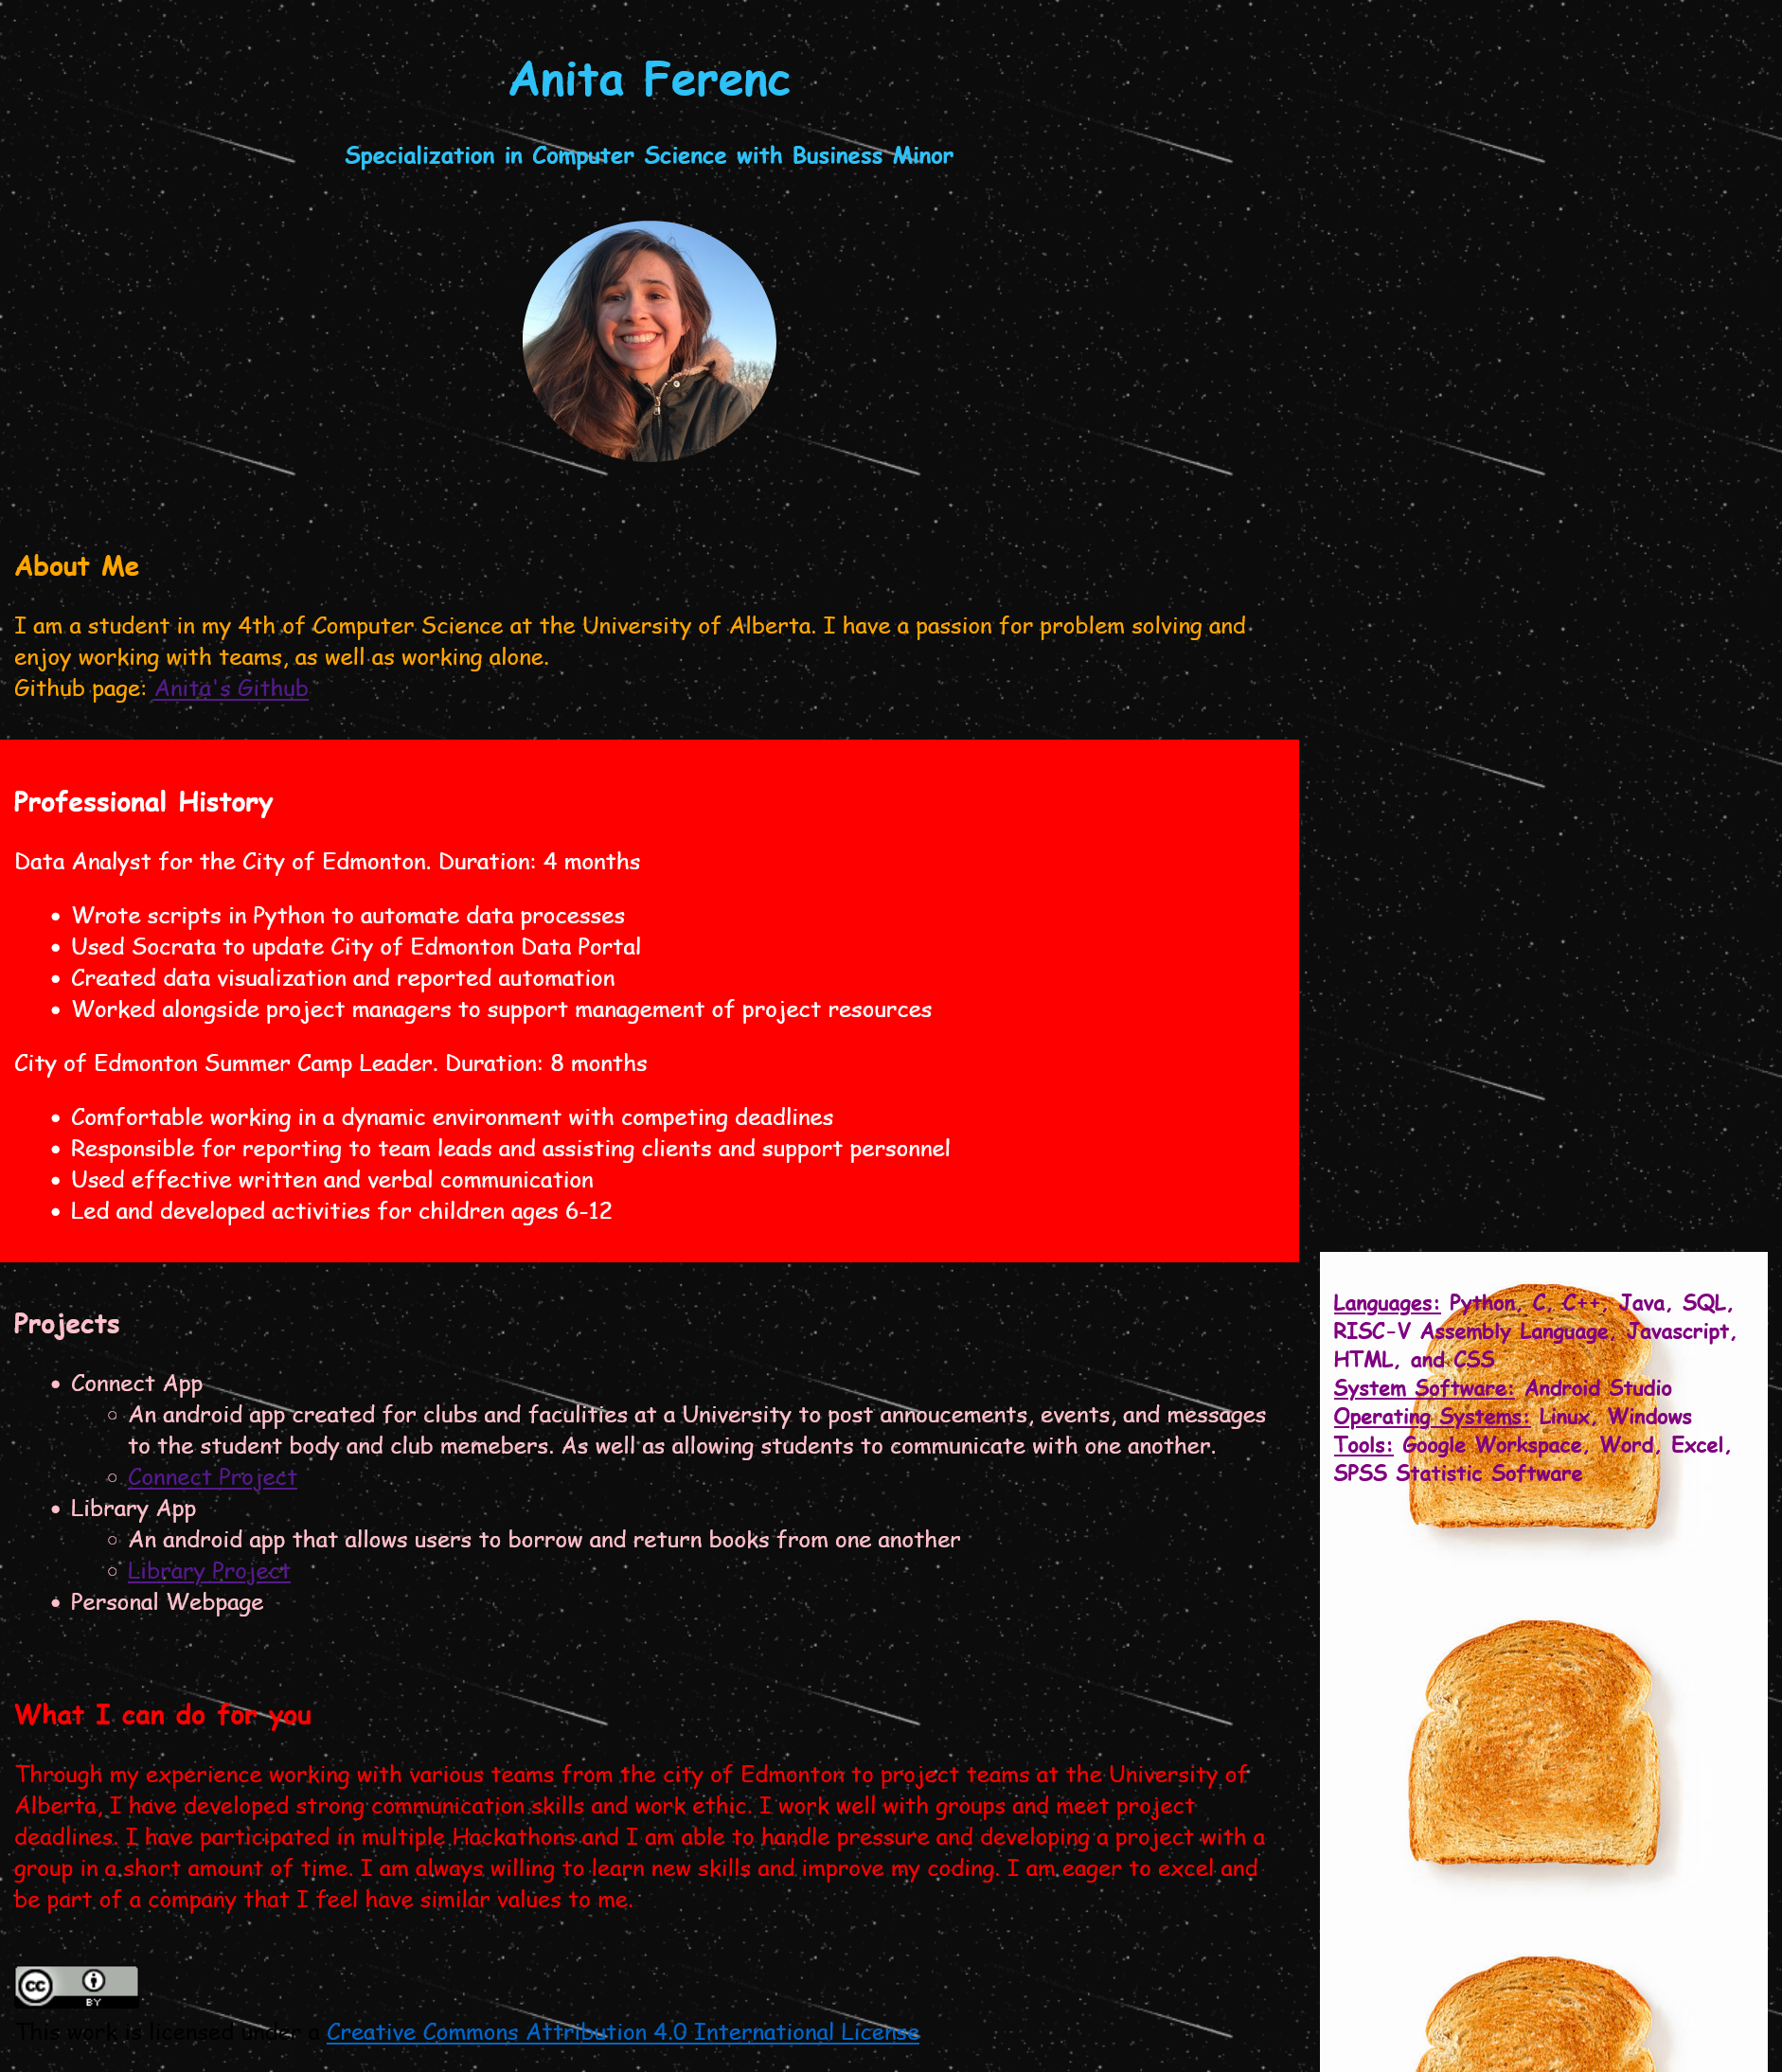 Anita Ferenc
Specialization in Computer Science with Business Minor
About Me
I am a student in my 4th of Computer Science at the University of Alberta. I have a passion for problem solving and
enjoy working with teams, as well as working alone.
Github page: Anita's Github
Professional History
Data Analyst for the City of Edmonton. Duration: 4 months
• Wrote scripts in Python to automate data processes
• Used Socrata to update City of Edmonton Data Portal
• Created data visualization and reported automation
• Worked alongside project managers to support management of project resources
City of Edmonton Summer Camp Leader. Duration: 8 months
• Comfortable working in a dynamic environment with competing deadlines
• Responsible for reporting to team leads and assisting clients and support personnel
• Used effective written and verbal communication
• Led and developed activities for children ages 6-12
Projects
• Connect App
◦ An android app created for clubs and faculities at a University to post annoucements, events, and messages
to the student body and club memebers. As well as allowing students to communicate with one another.
◦ Connect Project
• Library App
◦ An android app that allows users to borrow and return books from one another
◦ Library Project
• Personal Webpage
What I can do for you
Through my experience working with various teams from the city of Edmonton to project teams at the University of
Alberta, I have developed strong communication skills and work ethic. I work well with groups and meet project
deadlines. I have participated in multiple Hackathons and I am able to handle pressure and developing a project with a
group in a short amount of time. I am always willing to learn new skills and improve my coding. I am eager to excel and
be part of a company that I feel have similar values to me.
cc BY
This work is licensed under a Creative Commons Attribution 4.0 International License
Languages: Python, C, C++, Java, SQL,
RISC-V Assembly Language, Javascript,
HTML, and CSS
System Software: Android Studio
Operating Systems: Linux, Windows
Tools: Google Workspace, Word, Excel,
SPSS Statistic Software